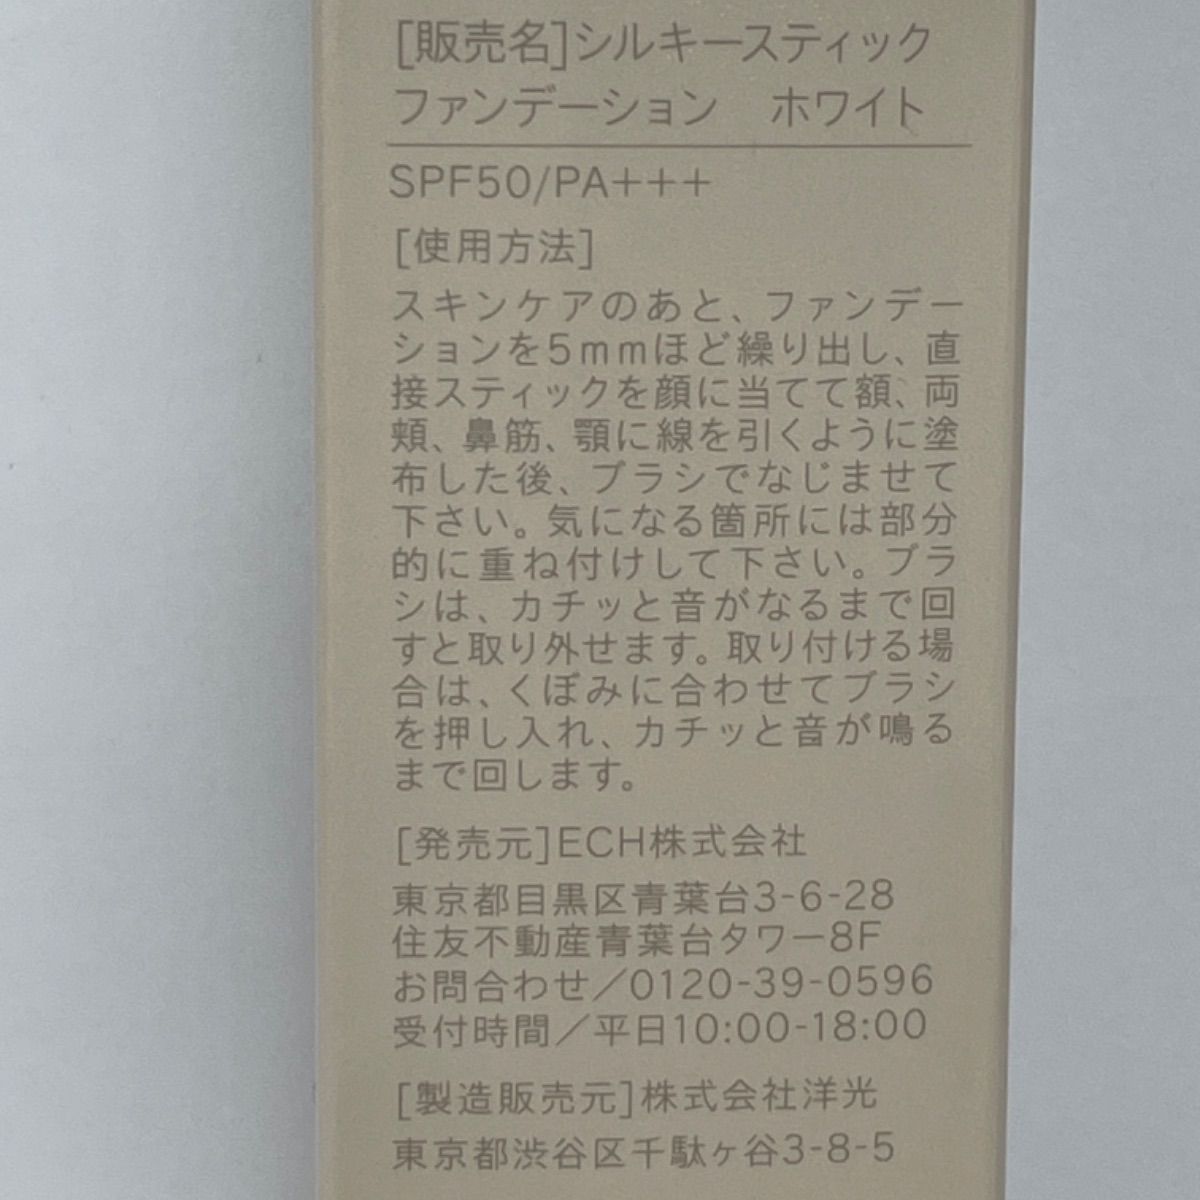 [販売名]シルキースティック
ファンデーション　ホワイト
SPF50/PA+++
[使用方法]
スキンケアのあと、ファンデー
ションを5mmほど繰り出し、直
接スティックを顔に当てて額、両
頬、鼻筋、顎に線を引くように塗
布した後、ブラシでなじませて
下さい。気になる箇所には部分
的に重ね付けして下さい。ブラ
シは、カチッと音がなるまで回
すと取り外せます。取り付ける場
合は、くぼみに合わせてブラシ
を押し入れ、カチッと音が鳴る
まで回します。
[発売元]ECH株式会社
東京都目黒区青葉台3-6-28
住友不動産青葉台タワー8F
お問合わせ／0120-39-0596
受付時間／平日10:00-18:00
[製造販売元]株式会社洋光
東京都渋谷区千駄ヶ谷3-8-5